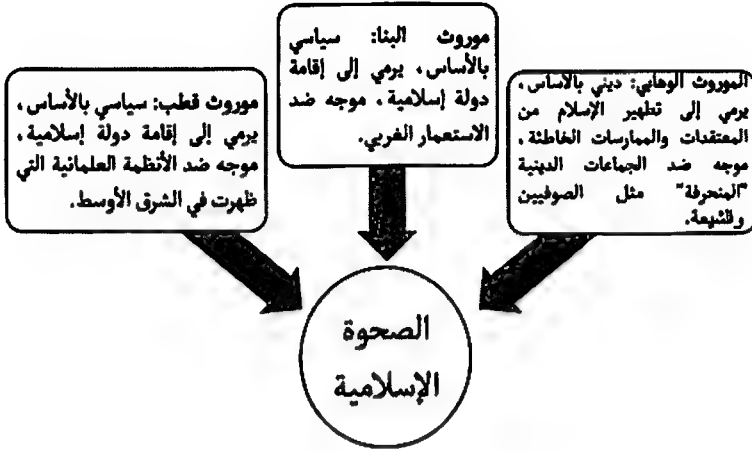 الموروث الوهابي: ديني بالأساس،
يرمي إلى تطهير الإسلام من
المعتقدات والممارسات الخاطئة،
موجه ضد الجماعات الدينية
"المنحرفة" مثل الصوفيين
والشيعة.
موروث البنا: سياسي
بالأساس، يرمي إلى إقامة
دولة إسلامية، موجه ضد
الاستعمار الغربي.
موروث قطب: سياسي بالأساس،
يرمي إلى إقامة دولة إسلامية،
موجه ضد الأنظمة العلمانية التي
ظهرت في الشرق الأوسط.
الصحوة
الإسلامية